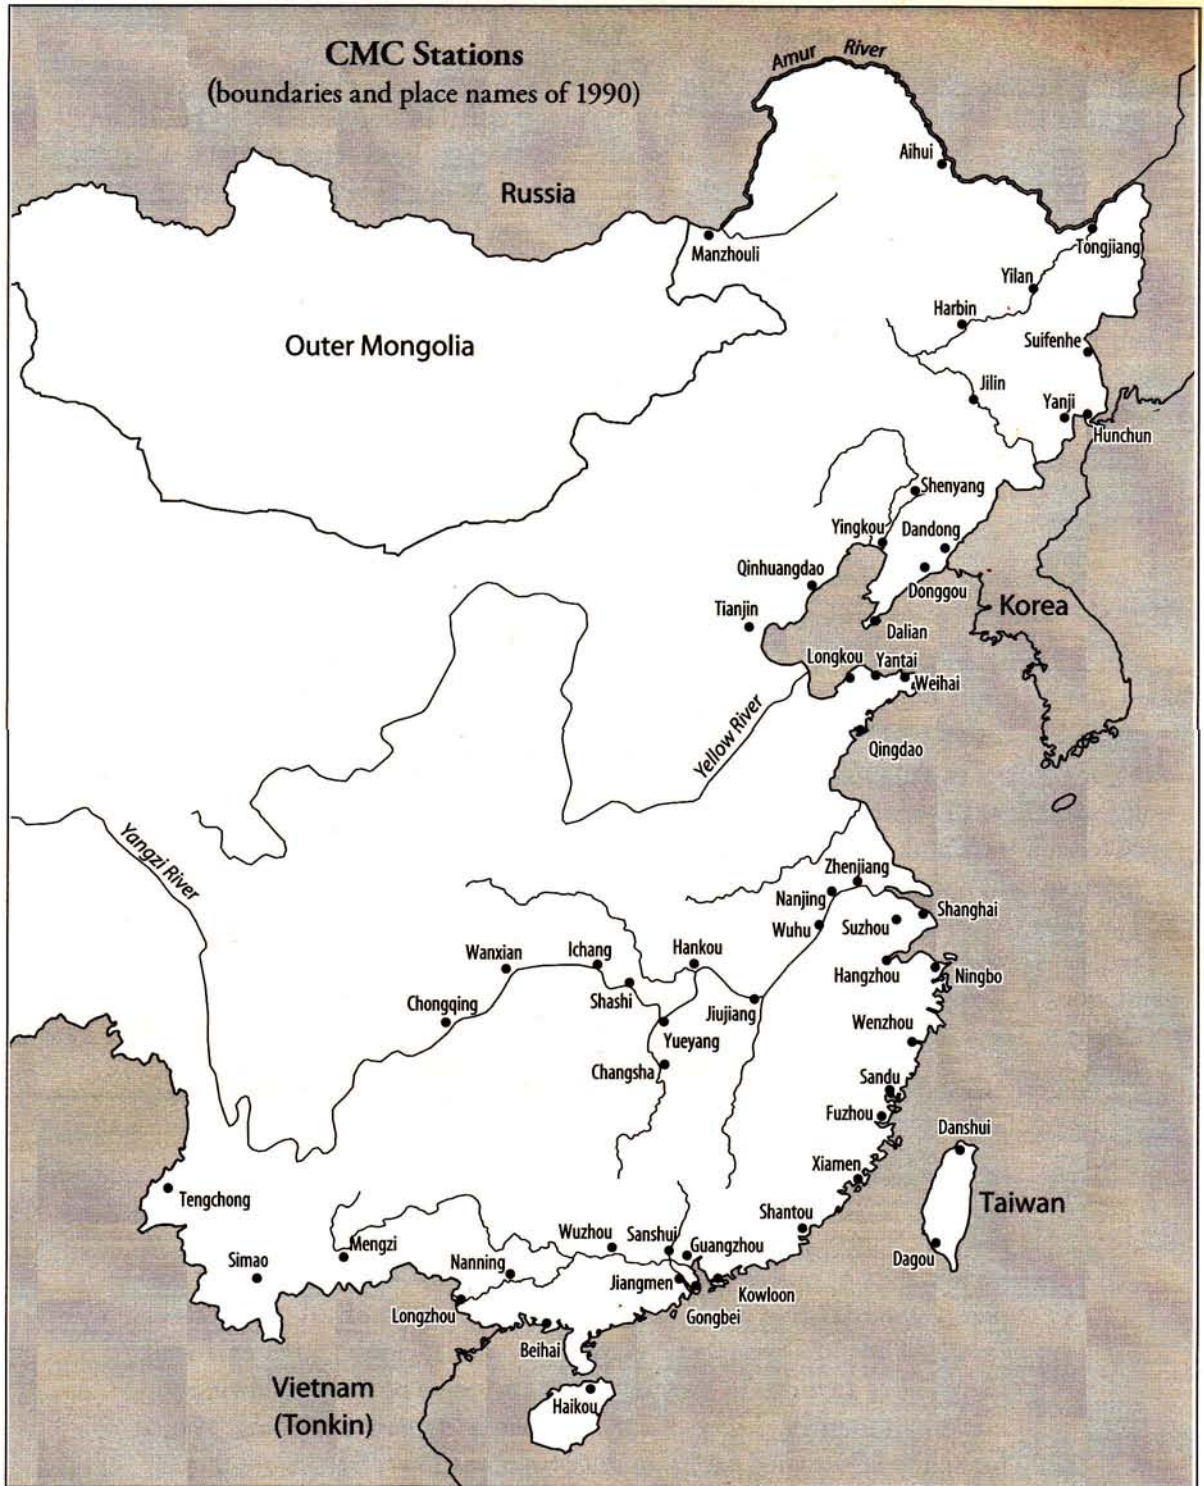 CMC Stations
(boundaries and place names of 1990)
Amur River
Aihui
Russia
Manzhouli
Tongjiang
Yilan
Harbin
Outer Mongolia
Suifenhe
Jilin
Yanji
Hunchun
Shenyang
Yingkou
Dandong
Qinhuangdao
Donggou
Korea
Tianjin
Dalian
Longkou
Yantai
Weihai
Yellow River
Qingdao
Yangzi River
Zhenjiang
Nanjing
Shanghai
Wuhu
Suzhou
Wanxian
Ichang
Hankou
Hangzhou
Ningbo
Chongqing
Shashi
Jiujiang
Wenzhou
Yueyang
Changsha
Sandu
Fuzhou
Danshui
Xiamen
Tengchong
Taiwan
Shantou
Wuzhou
Sanshui
Mengzi
Guangzhou
Simao
Nanning
Dagou
Jiangmen
Kowloon
Longzhou
Gongbei
Beihai
Vietnam
(Tonkin)
Haikou